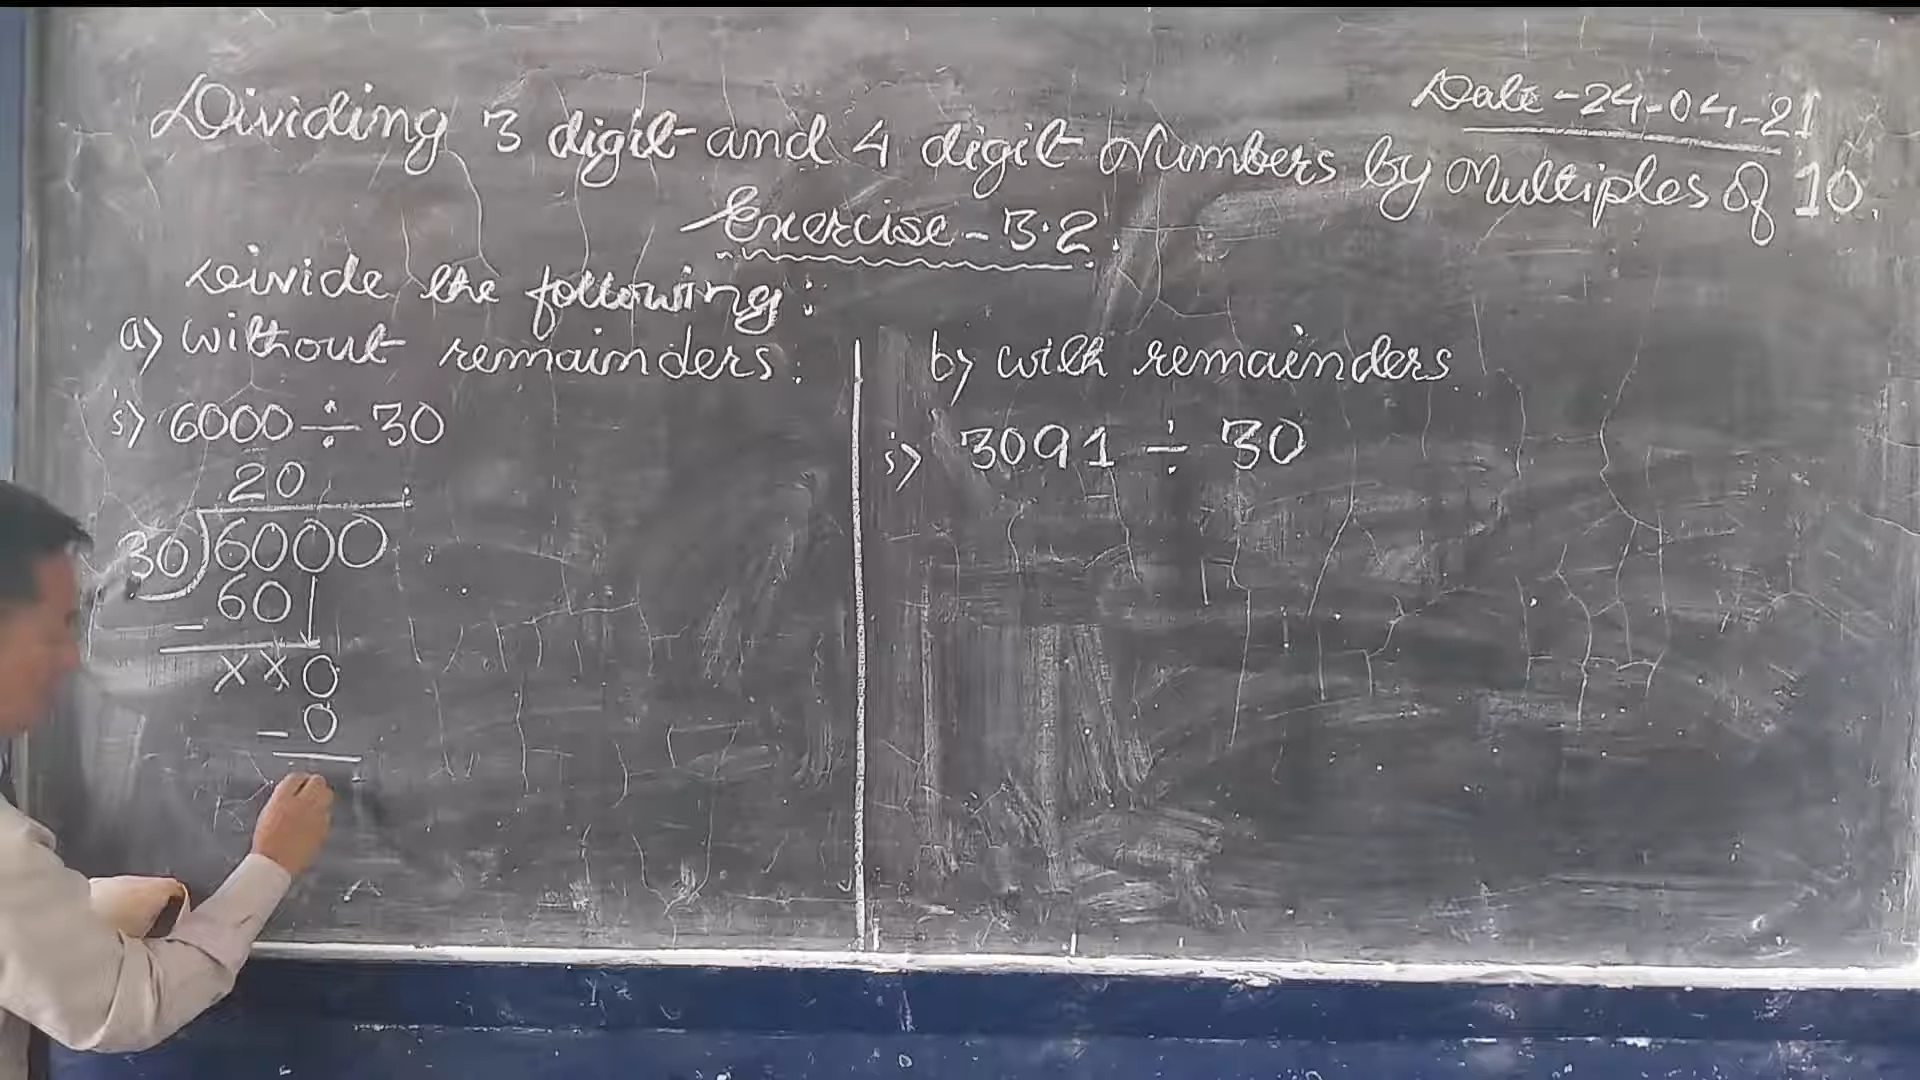 Date-24-04-21
Dividing 3 digit and 4 digit Numbers by Multiples of 10.
Exercise-3.2.
Divide the following:
a) without remainders:
i) 6000÷30
20
30)6000
60
-
xx0
-0
b) with remainders
i) 3091 ÷ 30